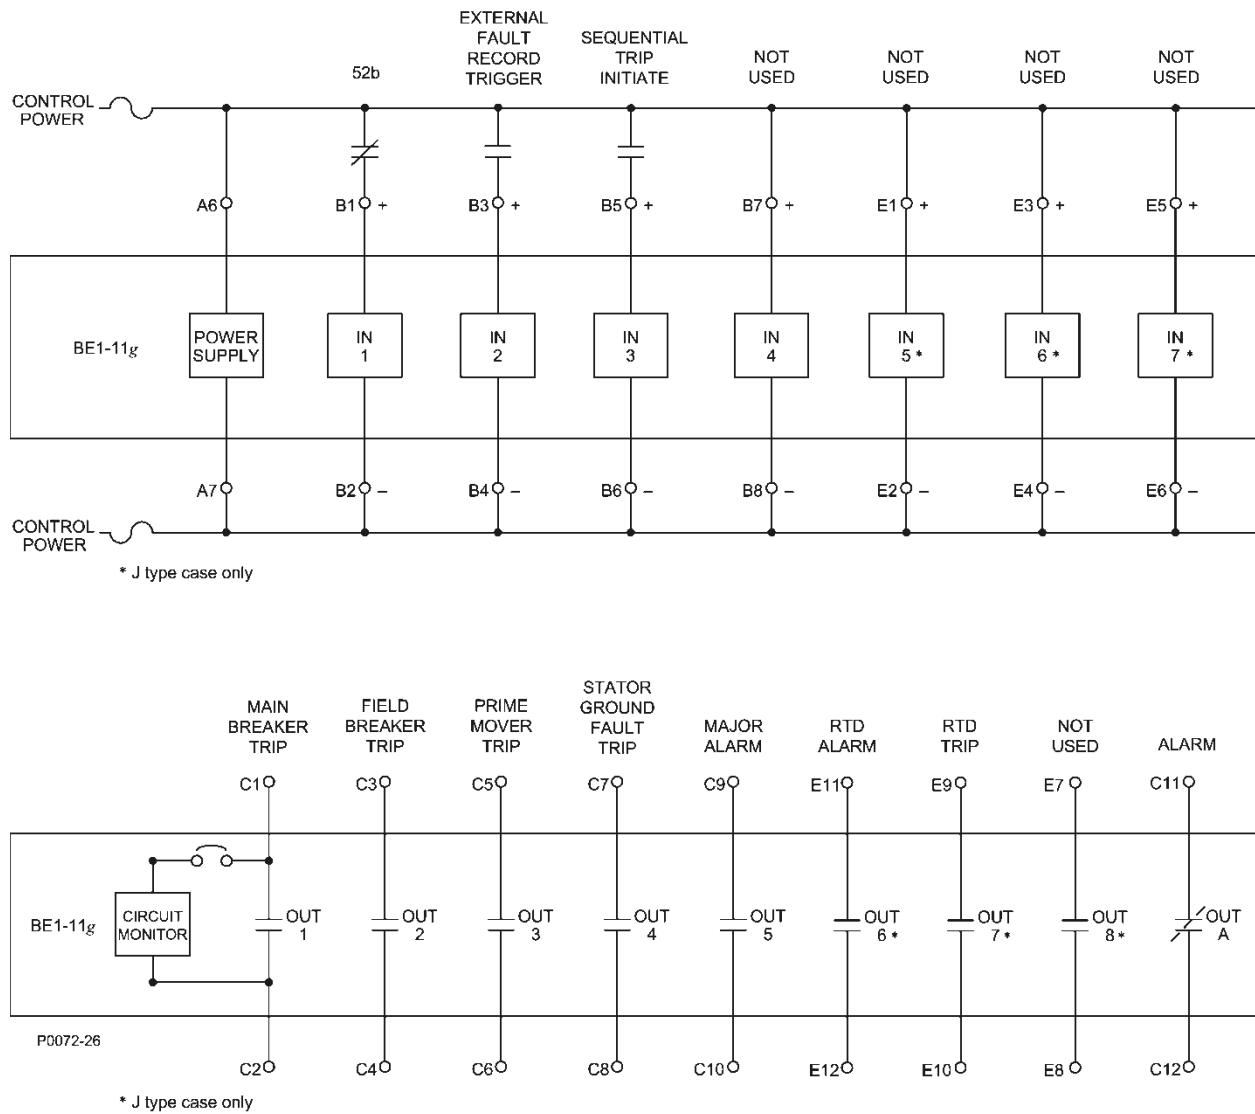 EXTERNAL
FAULT
RECORD
TRIGGER
SEQUENTIAL
TRIP
INITIATE
52b
NOT
USED
NOT
USED
NOT
USED
NOT
USED
CONTROL
POWER
A6
B1 +
B3 +
B5 +
B7 +
E1 +
E3 +
E5 +
BE1-11g
POWER
SUPPLY
IN
1
IN
2
IN
3
IN
4
IN
5 *
IN
6 *
IN
7 *
A7
B2 –
B4 –
B6 –
B8 –
E2 –
E4 –
E6 –
CONTROL
POWER
* J type case only
MAIN
BREAKER
TRIP
FIELD
BREAKER
TRIP
PRIME
MOVER
TRIP
STATOR
GROUND
FAULT
TRIP
MAJOR
ALARM
RTD
ALARM
RTD
TRIP
NOT
USED
ALARM
C1
C3
C5
C7
C9
E11
E9
E7
C11
BE1-11g
CIRCUIT
MONITOR
OUT
1
OUT
2
OUT
3
OUT
4
OUT
5
OUT
6 *
OUT
7 *
OUT
8 *
OUT
A
P0072-26
C2
C4
C6
C8
C10
E12
E10
E8
C12
* J type case only